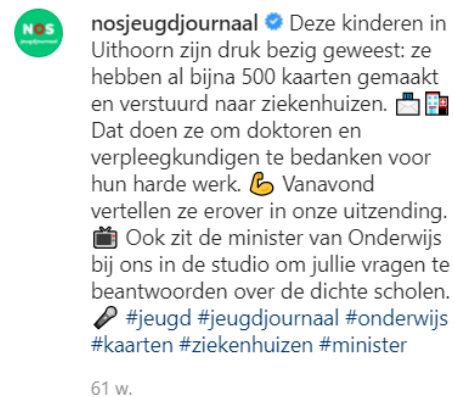 NOS
jeugdjournaal
nosjeugdjournaal Deze kinderen in
Uithoorn zijn druk bezig geweest: ze
hebben al bijna 500 kaarten gemaakt
en verstuurd naar ziekenhuizen. 📩🏥
Dat doen ze om doktoren en
verpleegkundigen te bedanken voor
hun harde werk. 💪 Vanavond
vertellen ze erover in onze uitzending.
📺 Ook zit de minister van Onderwijs
bij ons in de studio om jullie vragen te
beantwoorden over de dichte scholen.
🎤 #jeugd #jeugdjournaal #onderwijs
#kaarten #ziekenhuizen #minister
61 w.